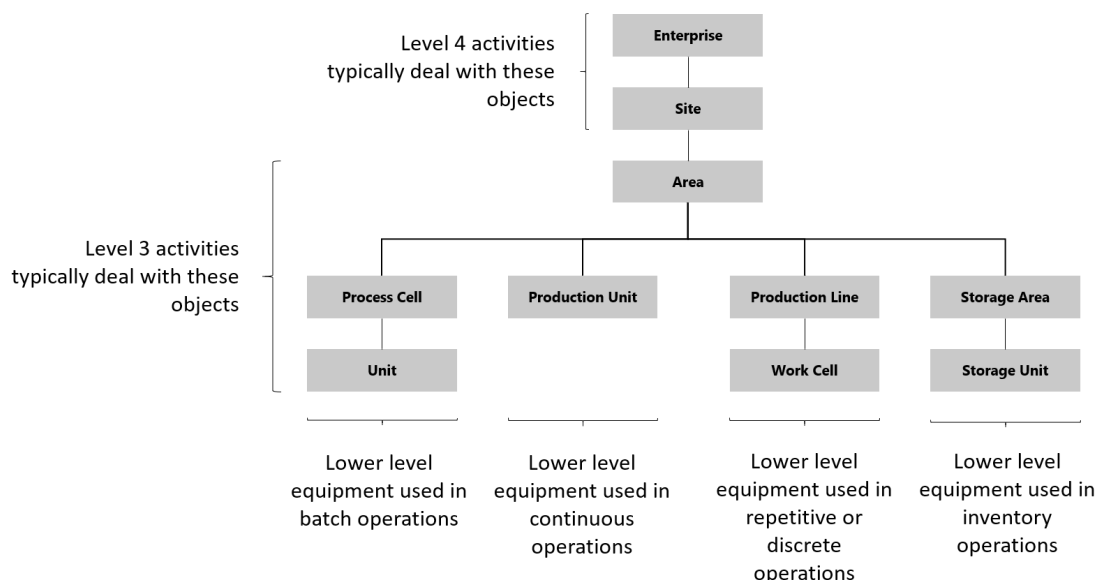 Level 4 activities
typically deal with these
objects
Enterprise
Site
Area
Level 3 activities
typically deal with these
objects
Process Cell
Production Unit
Production Line
Storage Area
Unit
Work Cell
Storage Unit
Lower level
equipment used in
batch operations
Lower level
equipment used in
continuous
operations
Lower level
equipment used in
repetitive or
discrete
operations
Lower level
equipment used in
inventory
operations